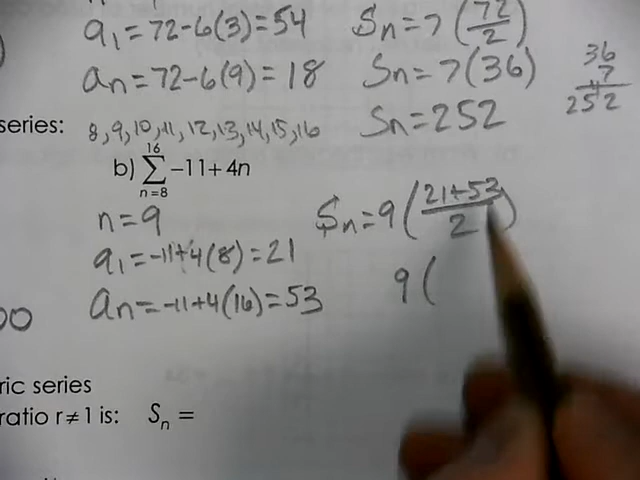 a₁=72-6(3)=54
Sn=7(72/2)
an=72-6(9)=18
Sn=7(36)
36
7
252
Sn=252
series:
8,9,10,11,12,13,14,15,16
16
b) Σ -11+4n
n=8
n=9
Sn=9(21+53/2)
a₁=-11+4(8)=21
9(
an=-11+4(16)=53
ric series
ratio r≠1 is: Sn =